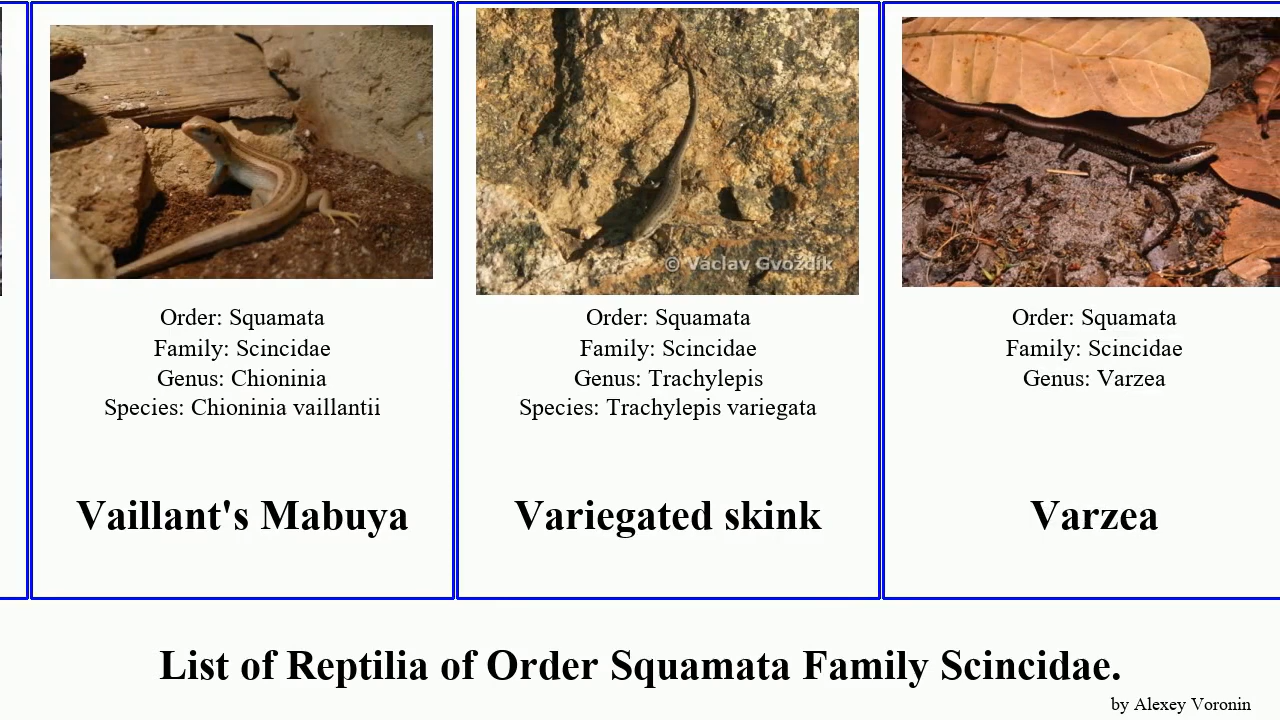 © Václav Gvoždík
Order: Squamata
Family: Scincidae
Genus: Chioninia
Species: Chioninia vaillantii
Vaillant's Mabuya
Order: Squamata
Family: Scincidae
Genus: Trachylepis
Species: Trachylepis variegata
Variegated skink
Order: Squamata
Family: Scincidae
Genus: Varzea
Varzea
List of Reptilia of Order Squamata Family Scincidae.
by Alexey Voronin